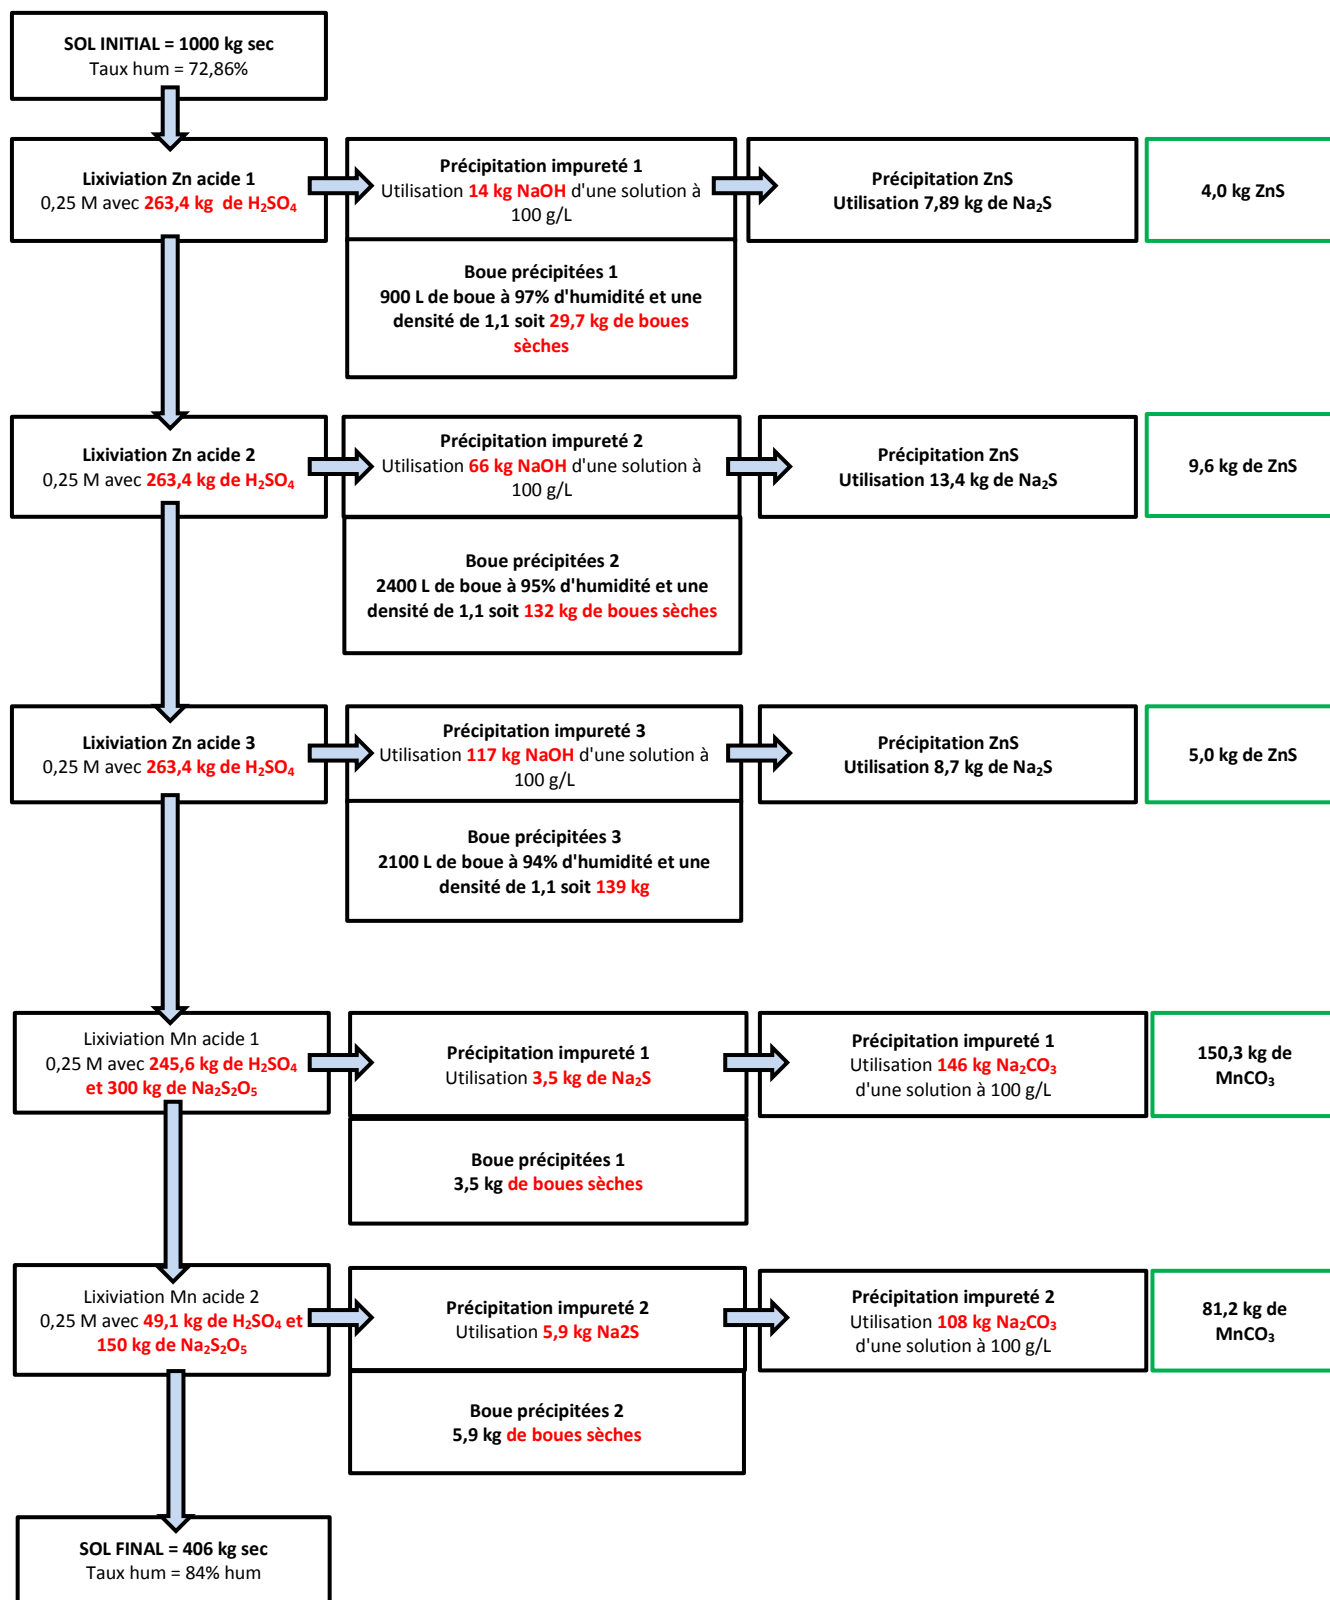 SOL INITIAL = 1000 kg sec
Taux hum = 72,86%
Lixiviation Zn acide 1
0,25 M avec 263,4 kg de H₂SO₄
Précipitation impureté 1
Utilisation 14 kg NaOH d'une solution à
100 g/L
Précipitation ZnS
Utilisation 7,89 kg de Na₂S
4,0 kg ZnS
Boue précipitées 1
900 L de boue à 97% d'humidité et une
densité de 1,1 soit 29,7 kg de boues
sèches
Lixiviation Zn acide 2
0,25 M avec 263,4 kg de H₂SO₄
Précipitation impureté 2
Utilisation 66 kg NaOH d'une solution à
100 g/L
Précipitation ZnS
Utilisation 13,4 kg de Na₂S
9,6 kg de ZnS
Boue précipitées 2
2400 L de boue à 95% d'humidité et une
densité de 1,1 soit 132 kg de boues sèches
Lixiviation Zn acide 3
0,25 M avec 263,4 kg de H₂SO₄
Précipitation impureté 3
Utilisation 117 kg NaOH d'une solution à
100 g/L
Précipitation ZnS
Utilisation 8,7 kg de Na₂S
5,0 kg de ZnS
Boue précipitées 3
2100 L de boue à 94% d'humidité et une
densité de 1,1 soit 139 kg
Lixiviation Mn acide 1
0,25 M avec 245,6 kg de H₂SO₄
et 300 kg de Na₂S₂O₅
Précipitation impureté 1
Utilisation 3,5 kg de Na₂S
Précipitation impureté 1
Utilisation 146 kg Na₂CO₃
d'une solution à 100 g/L
150,3 kg de
MnCO₃
Boue précipitées 1
3,5 kg de boues sèches
Lixiviation Mn acide 2
0,25 M avec 49,1 kg de H₂SO₄ et
150 kg de Na₂S₂O₅
Précipitation impureté 2
Utilisation 5,9 kg Na2S
Précipitation impureté 2
Utilisation 108 kg Na₂CO₃
d'une solution à 100 g/L
81,2 kg de
MnCO₃
Boue précipitées 2
5,9 kg de boues sèches
SOL FINAL = 406 kg sec
Taux hum = 84% hum